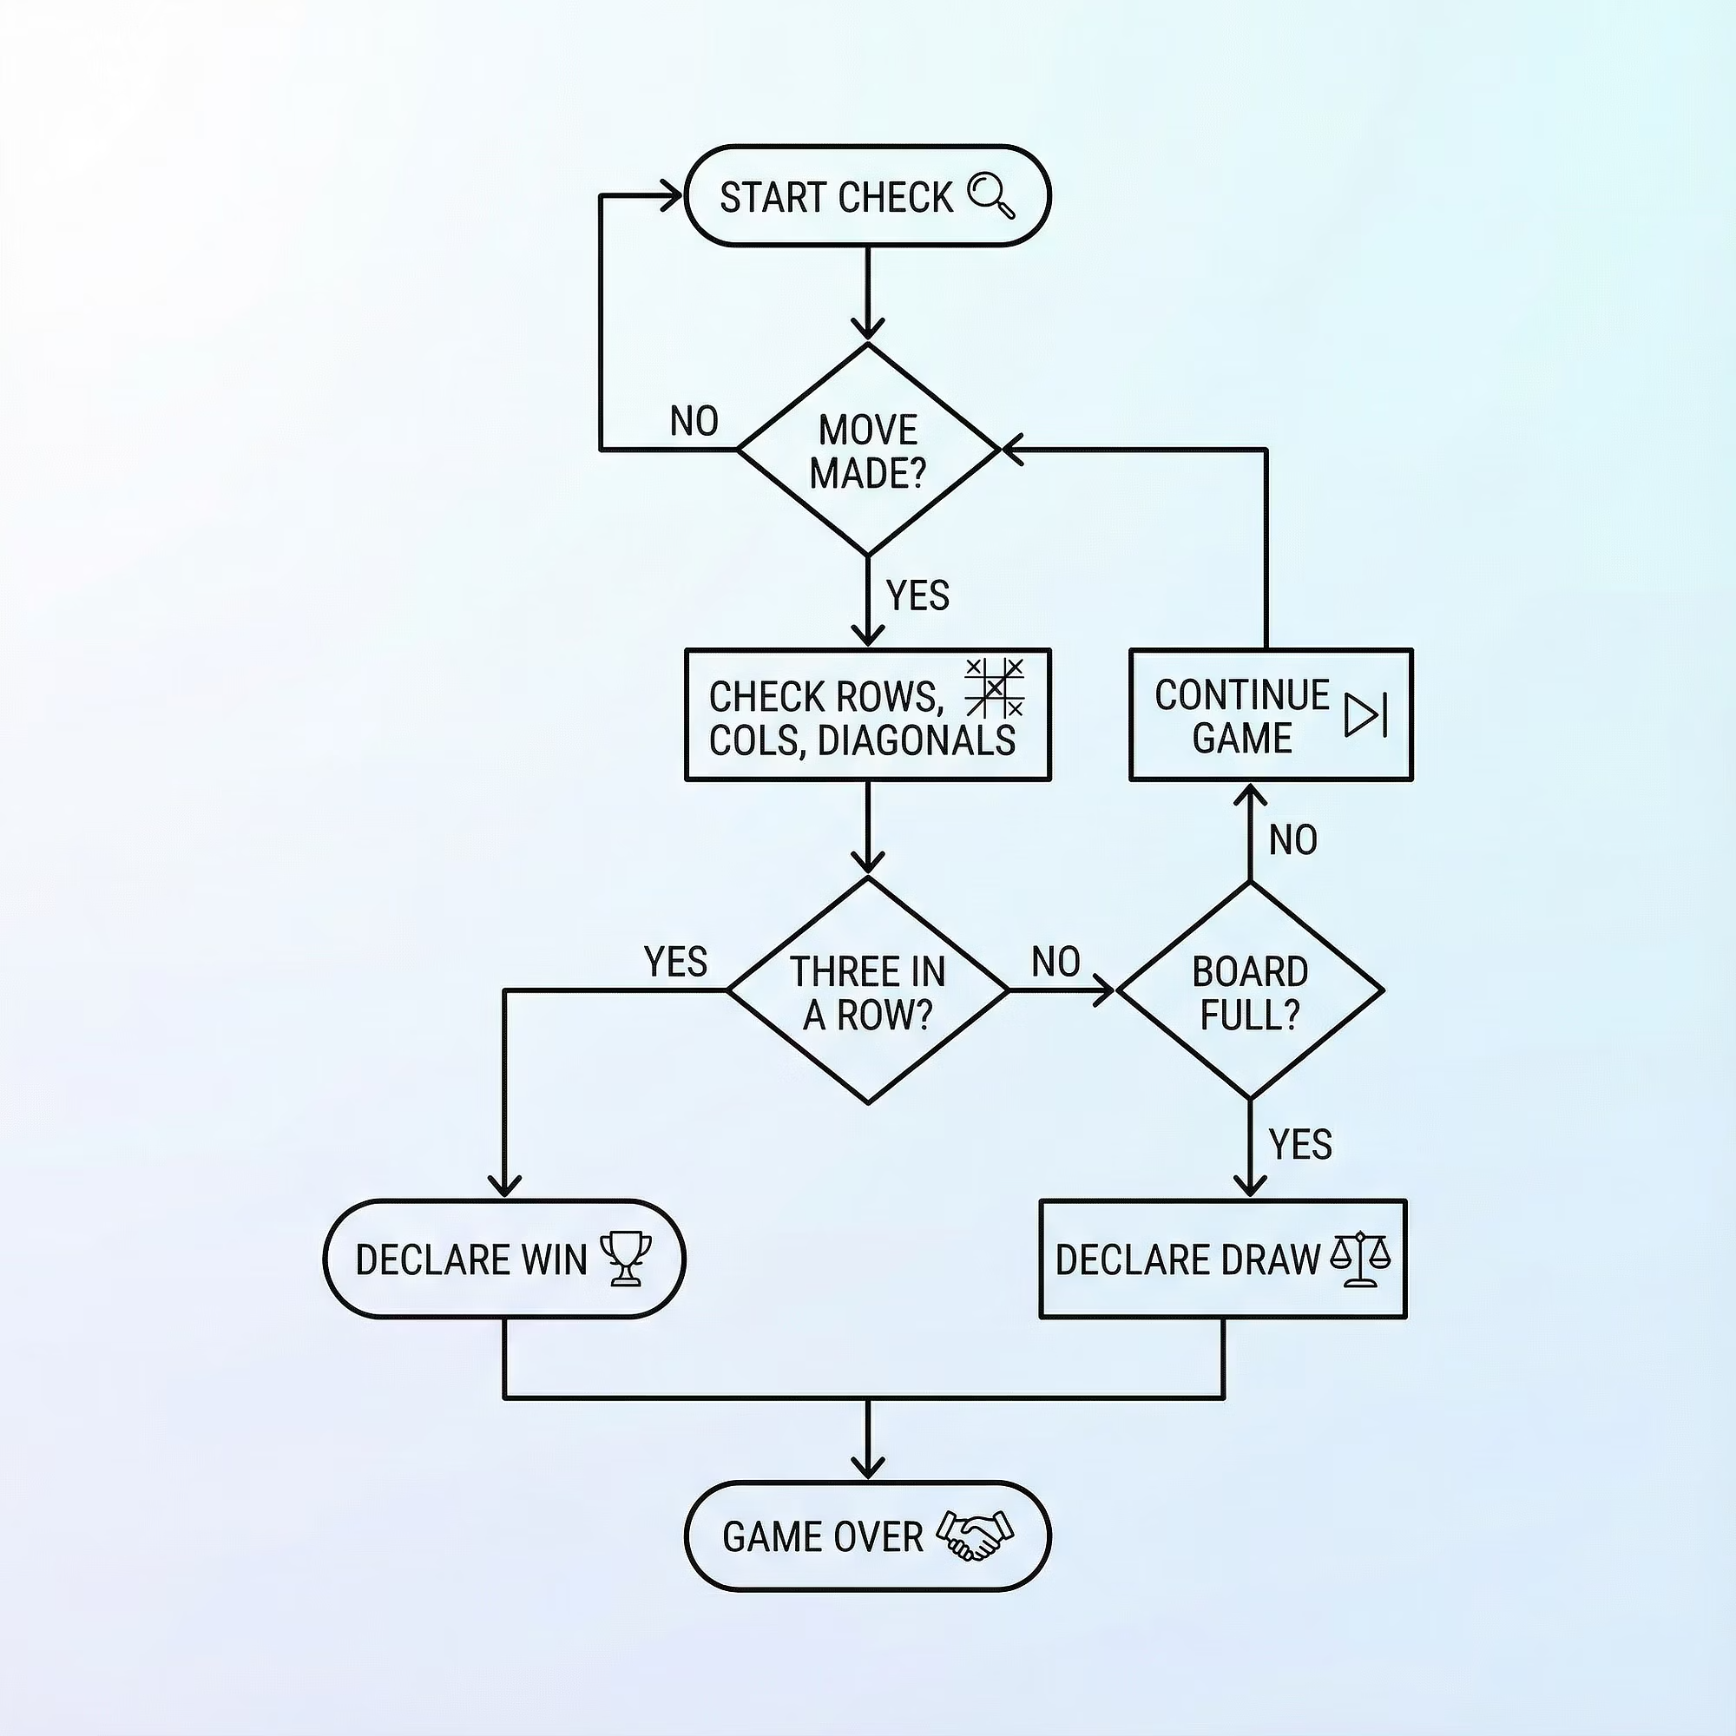 START CHECK
NO
MOVE
MADE?
YES
CHECK ROWS,
COLS, DIAGONALS
CONTINUE
GAME
NO
YES
THREE IN
A ROW?
NO
BOARD
FULL?
YES
DECLARE WIN
DECLARE DRAW
GAME OVER